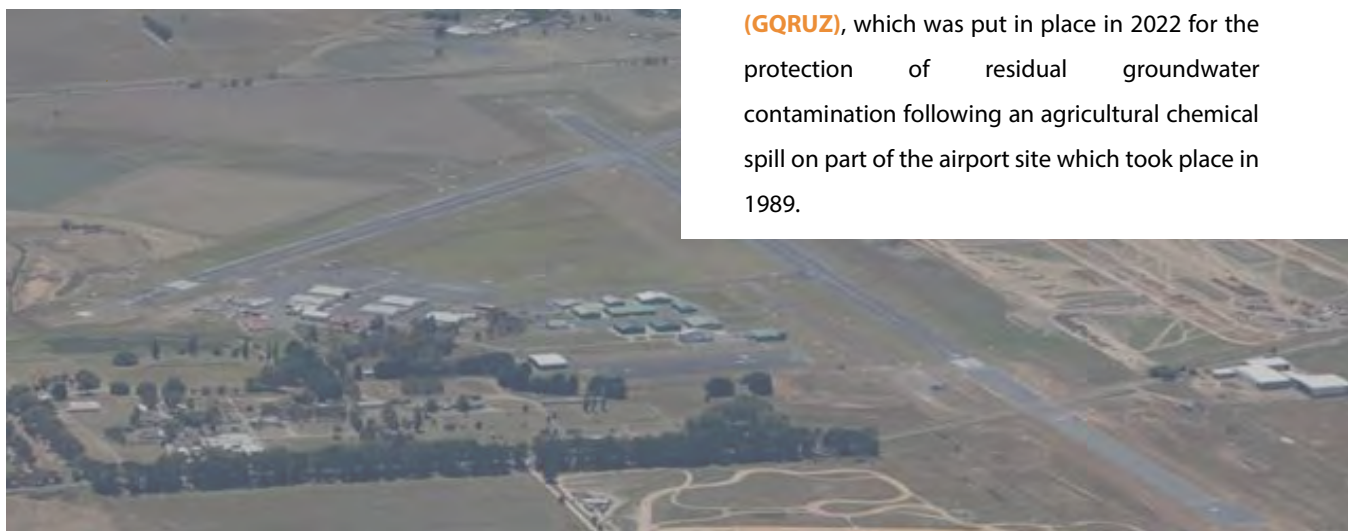 (GQRUZ), which was put in place in 2022 for the
protection of residual groundwater
contamination following an agricultural chemical
spill on part of the airport site which took place in
1989.